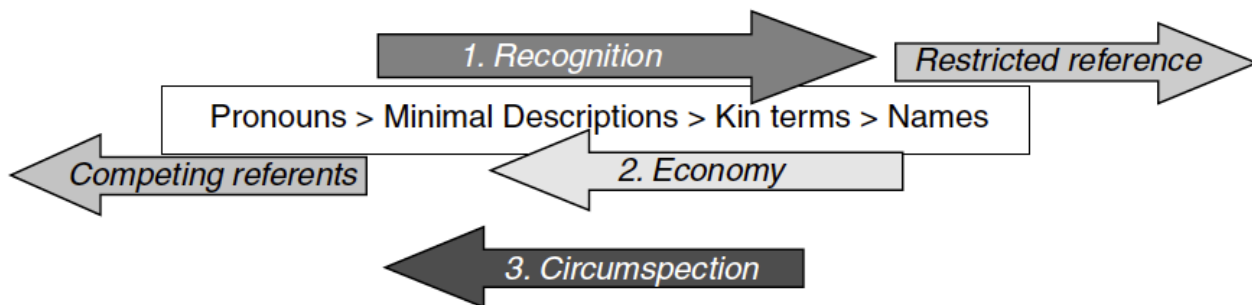 1. Recognition
Restricted reference
Pronouns > Minimal Descriptions > Kin terms > Names
Competing referents
2. Economy
3. Circumspection